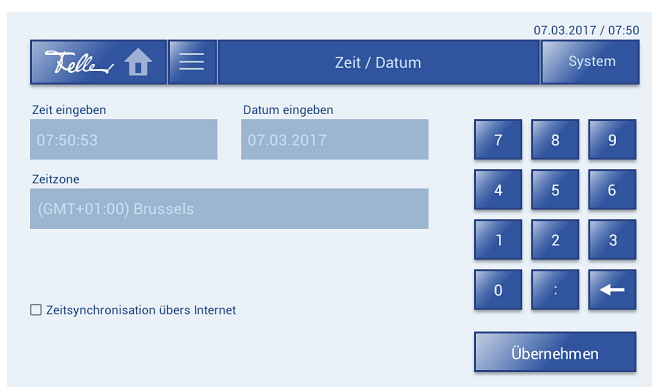 07.03.2017 / 07:50
Feller
Zeit / Datum
System
Zeit eingeben
Datum eingeben
07:50:53
07.03.2017
7 8 9
Zeitzone
(GMT+01:00) Brussels
4 5 6
1 2 3
0 :
Zeitsynchronisation übers Internet
Übernehmen